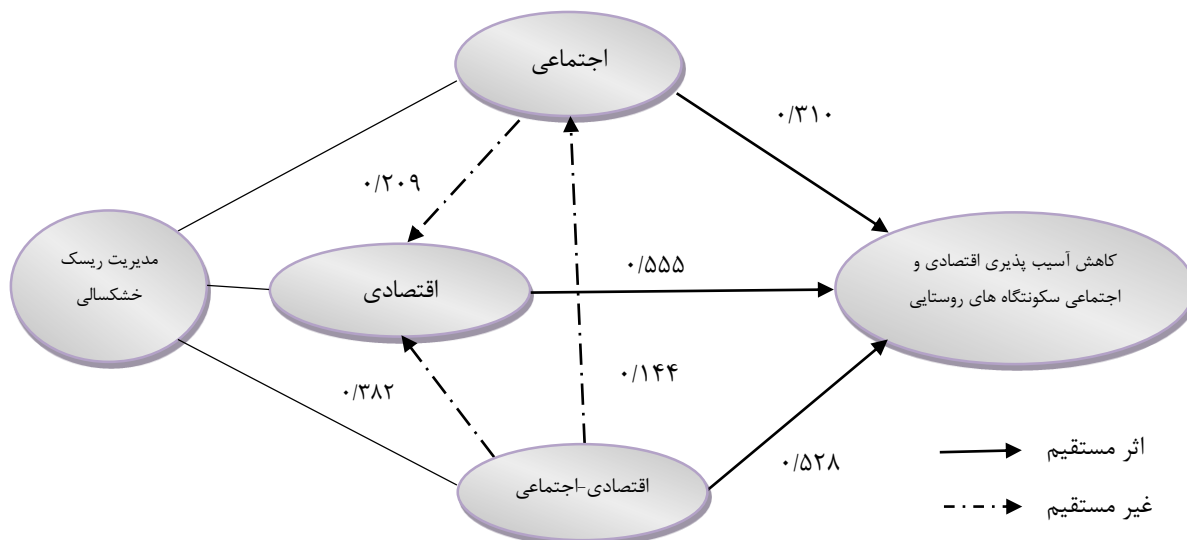 اجتماعی
۰/۳۱۰
۰/۲۰۹
مدیریت ریسک
خشکسالی
اقتصادی
۰/۵۵۵
کاهش آسیب پذیری اقتصادی و
اجتماعی سکونتگاه های روستایی
۰/۳۸۲
۰/۱۴۴
اقتصادی-اجتماعی
۰/۵۲۸
اثر مستقیم
غیر مستقیم